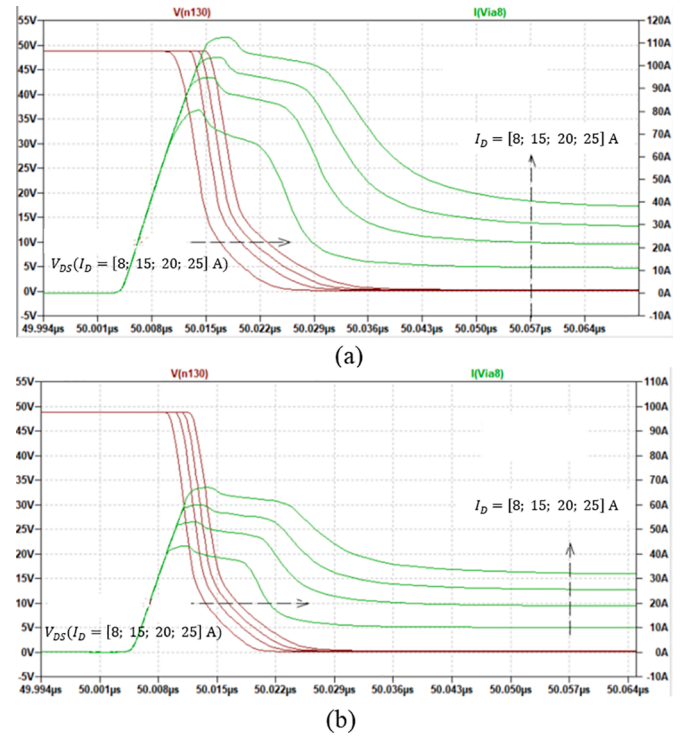 V(n130) I(Via8)
55V 120A
50V 110A
45V 100A
40V 90A
35V 80A
30V 70A
25V 60A
20V 50A
15V 40A
10V 30A
5V 20A
0V 10A
-5V 0A
-10A
I_D = [8; 15; 20; 25] A
V_DS(I_D = [8; 15; 20; 25] A)
49.994µs 50.001µs 50.008µs 50.015µs 50.022µs 50.029µs 50.036µs 50.043µs 50.050µs 50.057µs 50.064µs
(a)
V(n130) I(Via8)
55V 110A
50V 100A
45V 90A
40V 80A
35V 70A
30V 60A
25V 50A
20V 40A
15V 30A
10V 20A
5V 10A
0V 0A
-5V -10A
I_D = [8; 15; 20; 25] A
V_DS(I_D = [8; 15; 20; 25] A)
49.994µs 50.001µs 50.008µs 50.015µs 50.022µs 50.029µs 50.036µs 50.043µs 50.050µs 50.057µs 50.064µs
(b)